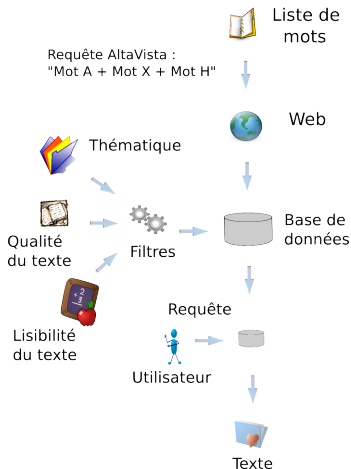 Liste de
mots
Requête AltaVista :
"Mot A + Mot X + Mot H"
Web
Thématique
Qualité
du texte
Filtres
Base de
données
Lisibilité
du texte
Requête
Utilisateur
Texte